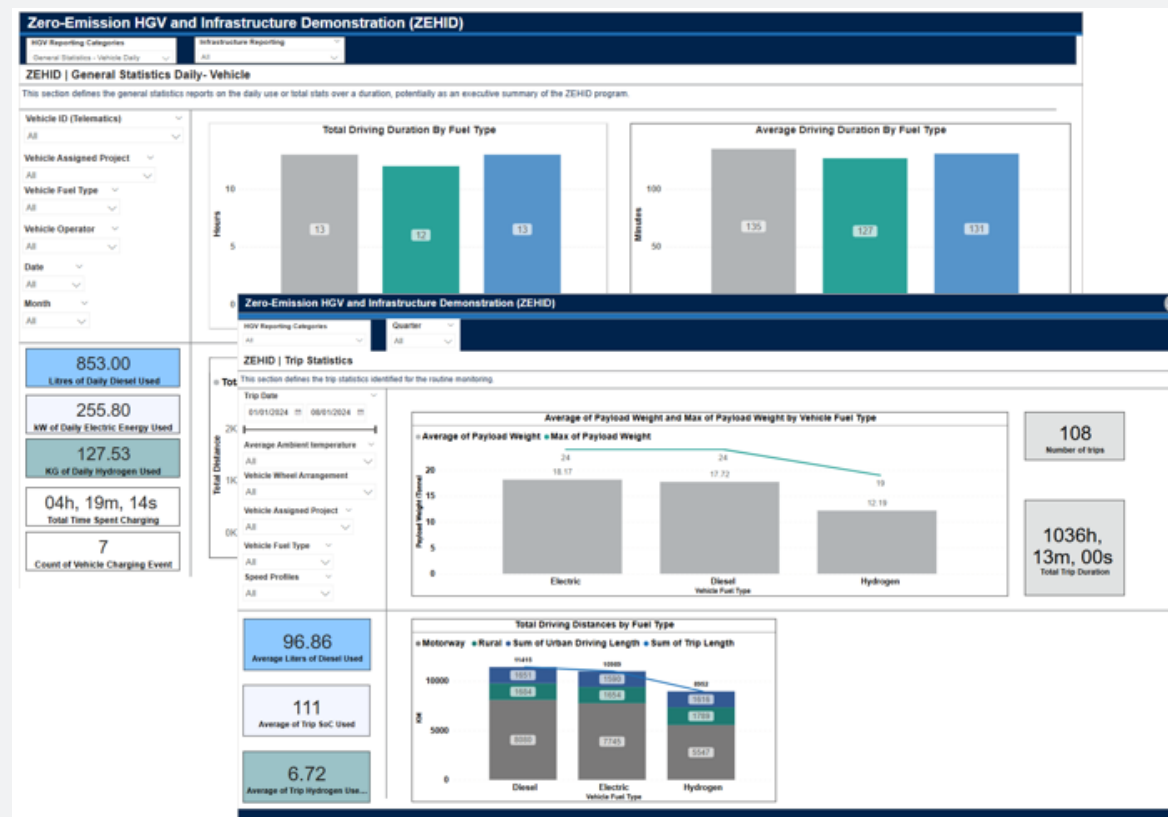 Zero-Emission HGV and Infrastructure Demonstration (ZEHID)
HGV Reporting Categories
General Statistics - Vehicle Daily
Infrastructure Reporting
All
ZEHID | General Statistics Daily- Vehicle
This section defines the general statistics reports on the daily use or total stats over a duration, potentially as an executive summary of the ZEHID program.
Vehicle ID (Telematics)
All
Vehicle Assigned Project
All
Vehicle Fuel Type
All
Vehicle Operator
All
Date
All
Month
All
Total Driving Duration By Fuel Type
Hours
10
5
0
13
12
13
Average Driving Duration By Fuel Type
Minutes
100
50
135
127
131
853.00
Litres of Daily Diesel Used
255.80
kW of Daily Electric Energy Used
127.53
KG of Daily Hydrogen Used
04h, 19m, 14s
Total Time Spent Charging
7
Count of Vehicle Charging Event
Total Distance
2K
1K
0K
Zero-Emission HGV and Infrastructure Demonstration (ZEHID)
HGV Reporting Categories
All
Quarter
All
ZEHID | Trip Statistics
This section defines the trip statistics identified for the routine monitoring.
Trip Date
01/01/2024 08/01/2024
Average Ambient temperature
All
Vehicle Wheel Arrangement
All
Vehicle Assigned Project
All
Vehicle Fuel Type
All
Speed Profiles
All
Average of Payload Weight and Max of Payload Weight by Vehicle Fuel Type
Average of Payload Weight Max of Payload Weight
Payload Weight (Tonne)
20
15
10
5
0
24
18.17
24
17.72
19
12.19
Electric Diesel Hydrogen
Vehicle Fuel Type
108
Number of trips
1036h,
13m, 00s
Total Trip Duration
96.86
Average Liters of Diesel Used
111
Average of Trip SoC Used
6.72
Average of Trip Hydrogen Use...
Total Driving Distances by Fuel Type
Motorway Rural Sum of Urban Driving Length Sum of Trip Length
KM
10000
5000
0
11415
1651
1684
1590
1654
7745
1616
1789
5547
Diesel Electric Hydrogen
Vehicle Fuel Type